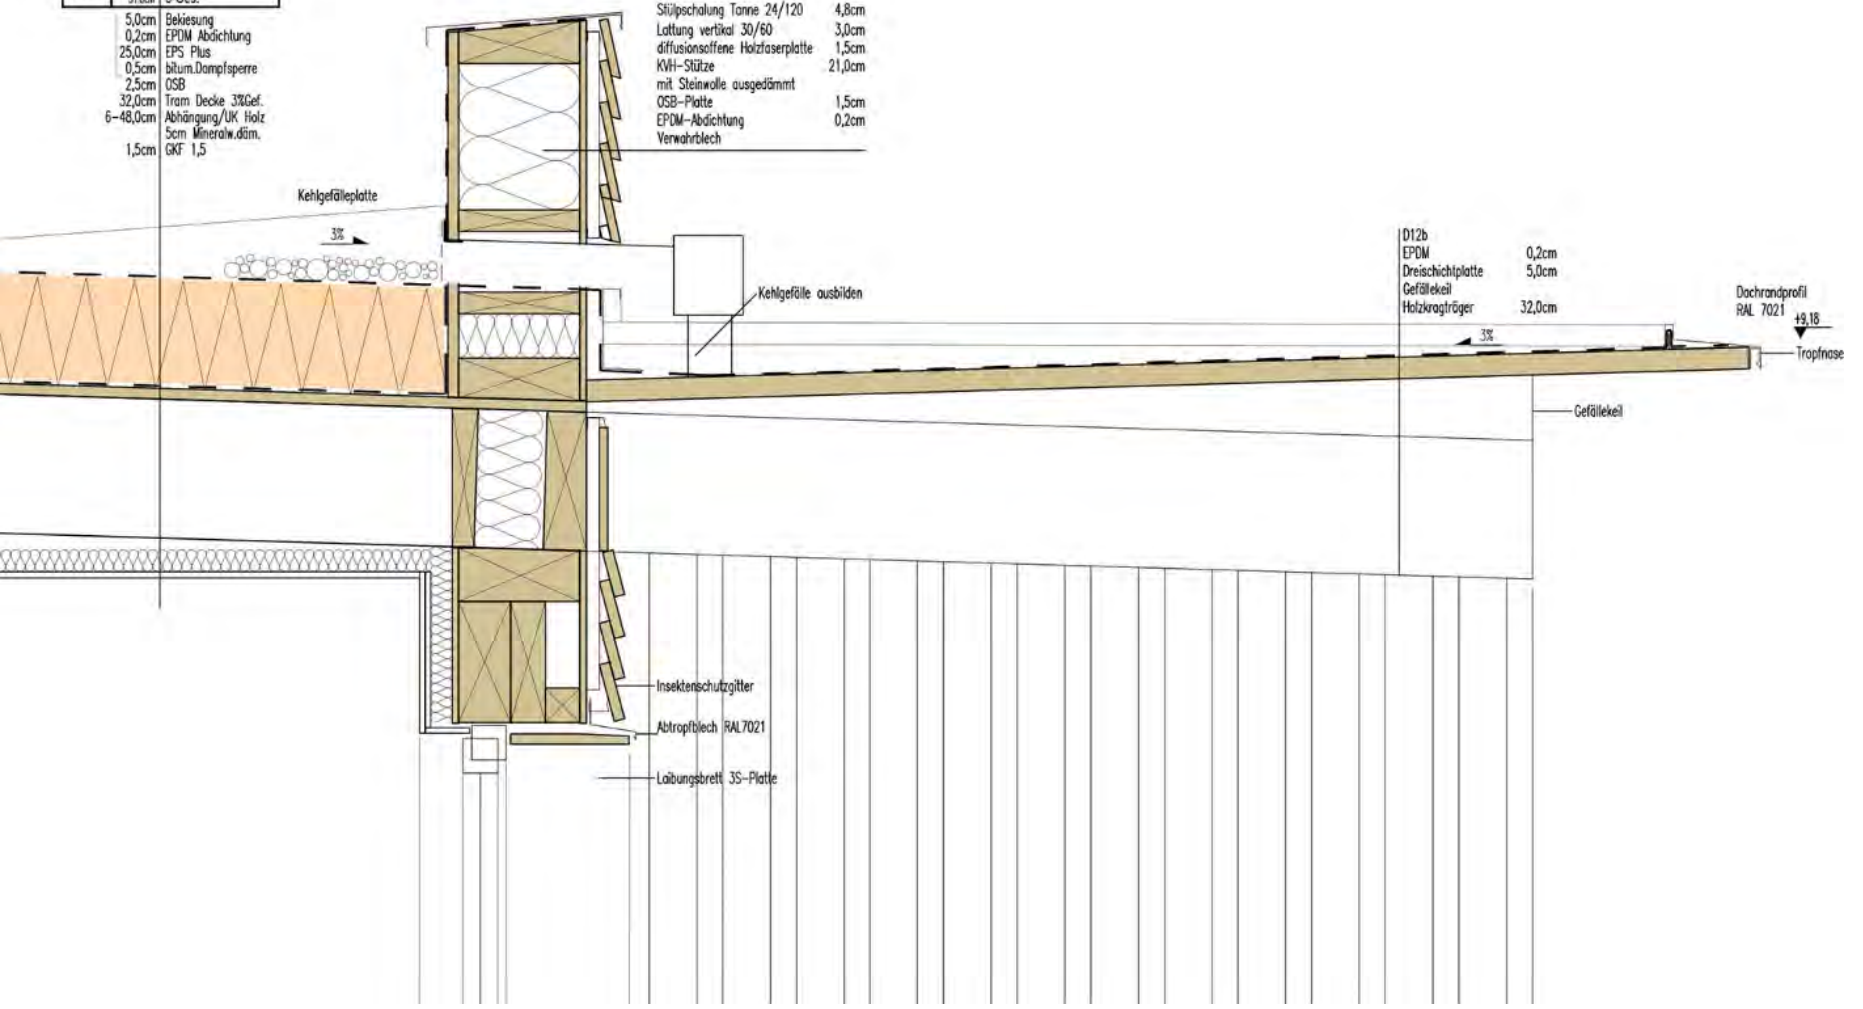 5,0cm Bekiesung
0,2cm EPDM Abdichtung
25,0cm EPS Plus
0,5cm bitum.Dampfsperre
2,5cm OSB
32,0cm Tram Decke 3%Gef.
6-48,0cm Abhängung/UK Holz
5cm Mineralw.däm.
1,5cm GKF 1,5
Stülpschalung Tanne 24/120 4,8cm
Lattung vertikal 30/60 3,0cm
diffusionsoffene Holzfaserplatte 1,5cm
KVH-Stütze 21,0cm
mit Steinwolle ausgedämmt
OSB-Platte 1,5cm
EPDM-Abdichtung 0,2cm
Verwahrblech
Kehlgefälleplatte
3%
Kehlgefälle ausbilden
D12b
EPDM 0,2cm
Dreischichtplatte 5,0cm
Gefällekeil
Holzkragträger 32,0cm
Dachrandprofil
RAL 7021
+9,18
3%
Tropfnase
Gefällekeil
Insektenschutzgitter
Abtropfblech RAL7021
Laibungsbrett 3S-Platte